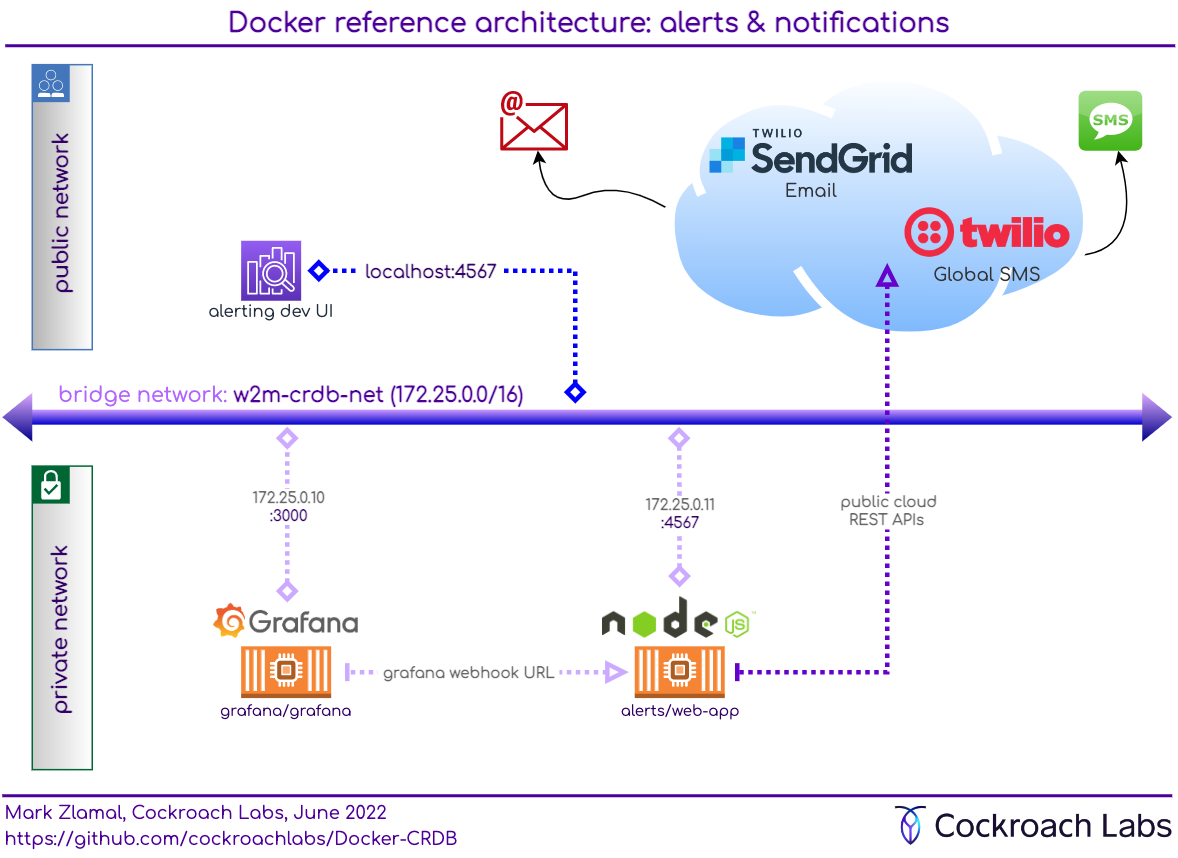 Docker reference architecture: alerts & notifications
public network
@
TWILIO
SendGrid
Email
SMS
twilio
Global SMS
localhost:4567
alerting dev UI
bridge network: w2m-crdb-net (172.25.0.0/16)
172.25.0.10
:3000
172.25.0.11
:4567
public cloud
REST APIs
private network
Grafana
node
JS
™
grafana webhook URL
grafana/grafana
alerts/web-app
Mark Zlamal, Cockroach Labs, June 2022
https://github.com/cockroachlabs/Docker-CRDB
Cockroach Labs